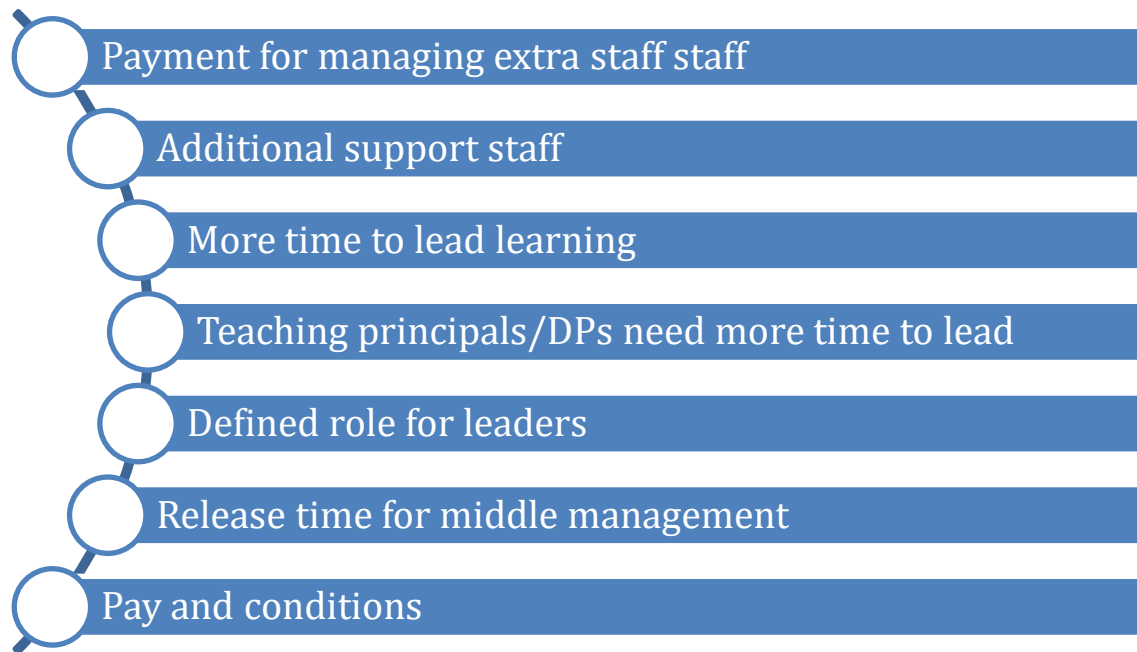 Payment for managing extra staff staff
Additional support staff
More time to lead learning
Teaching principals/DPs need more time to lead
Defined role for leaders
Release time for middle management
Pay and conditions